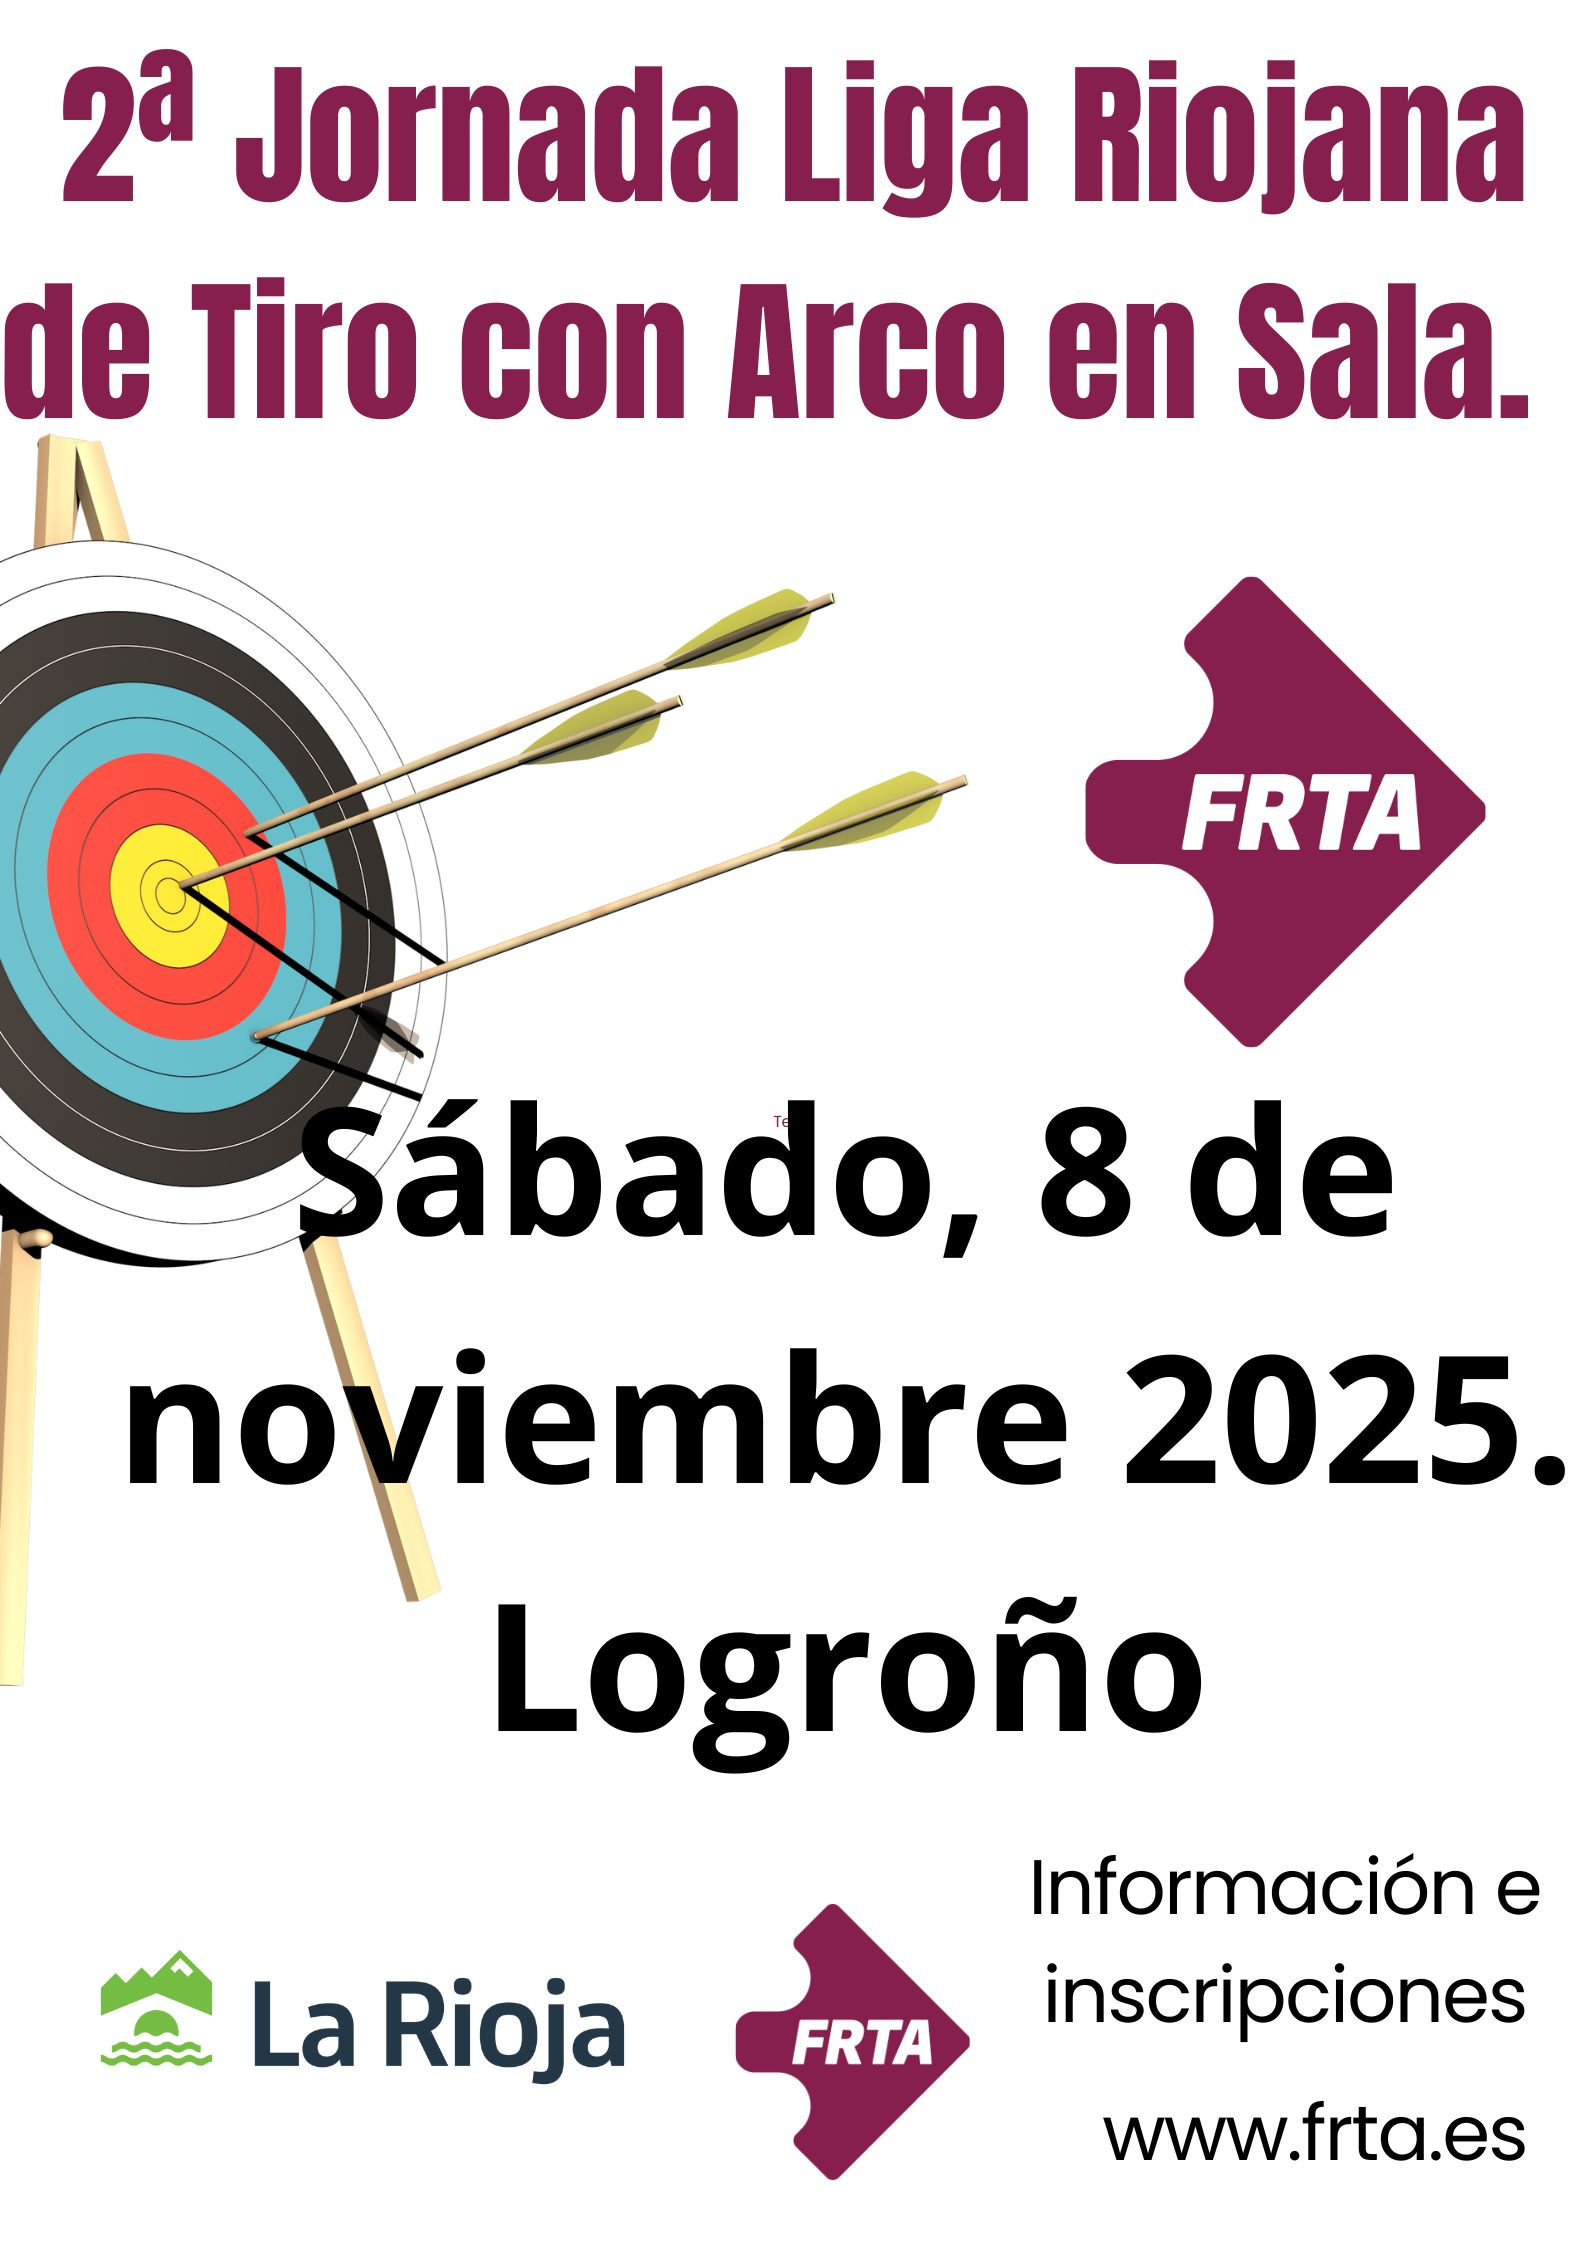 2ª Jornada Liga Riojana
de Tiro con Arco en Sala.
FRTA
Sábado, 8 de
noviembre 2025.
Logroño
La Rioja
FRTA
Información e
inscripciones
www.frta.es